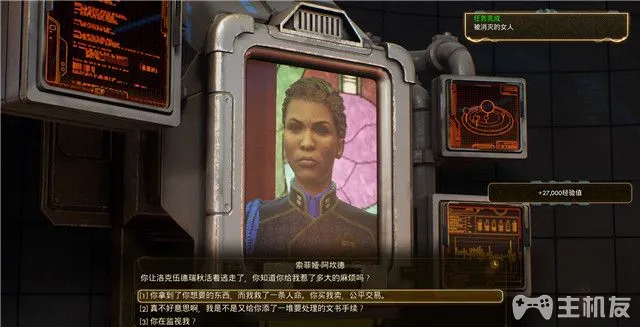 任务完成
被消灭的女人
+27,000经验值
索菲娅·阿坎德
你让洛克伍德瑞秋活着逃走了，你知道你给我惹了多大的麻烦吗？
[1] 你拿到了你想要的东西，而我救了一条人命。你买我卖，公平交易。
[2] 真不好意思啊，我是不是又给你添了一堆要处理的文书手续？
[3] 你在监视我？
主机友